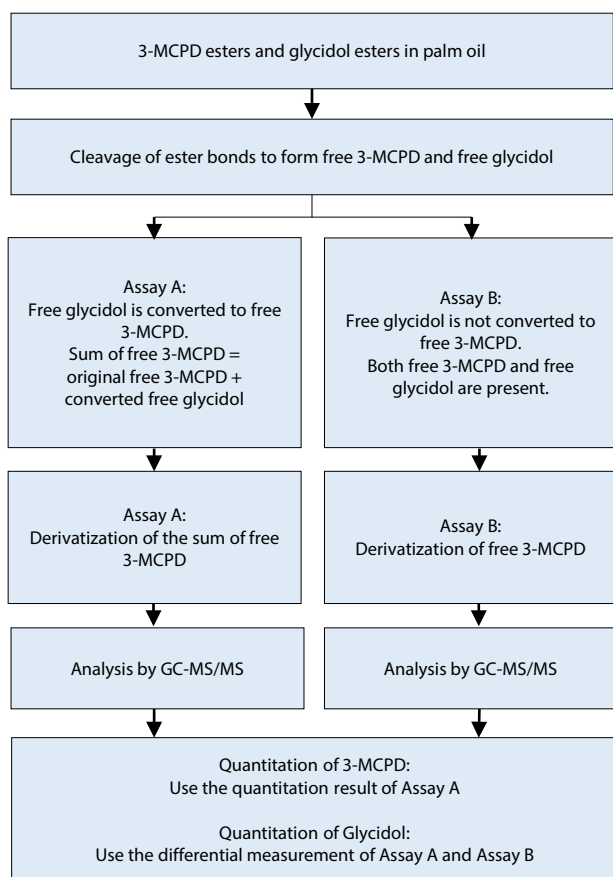 3-MCPD esters and glycidol esters in palm oil
Cleavage of ester bonds to form free 3-MCPD and free glycidol
Assay A:
Free glycidol is converted to free
3-MCPD.
Sum of free 3-MCPD =
original free 3-MCPD +
converted free glycidol
Assay B:
Free glycidol is not converted to
free 3-MCPD.
Both free 3-MCPD and free
glycidol are present.
Assay A:
Derivatization of the sum of free
3-MCPD
Assay B:
Derivatization of free 3-MCPD
Analysis by GC-MS/MS
Analysis by GC-MS/MS
Quantitation of 3-MCPD:
Use the quantitation result of Assay A
Quantitation of Glycidol:
Use the differential measurement of Assay A and Assay B